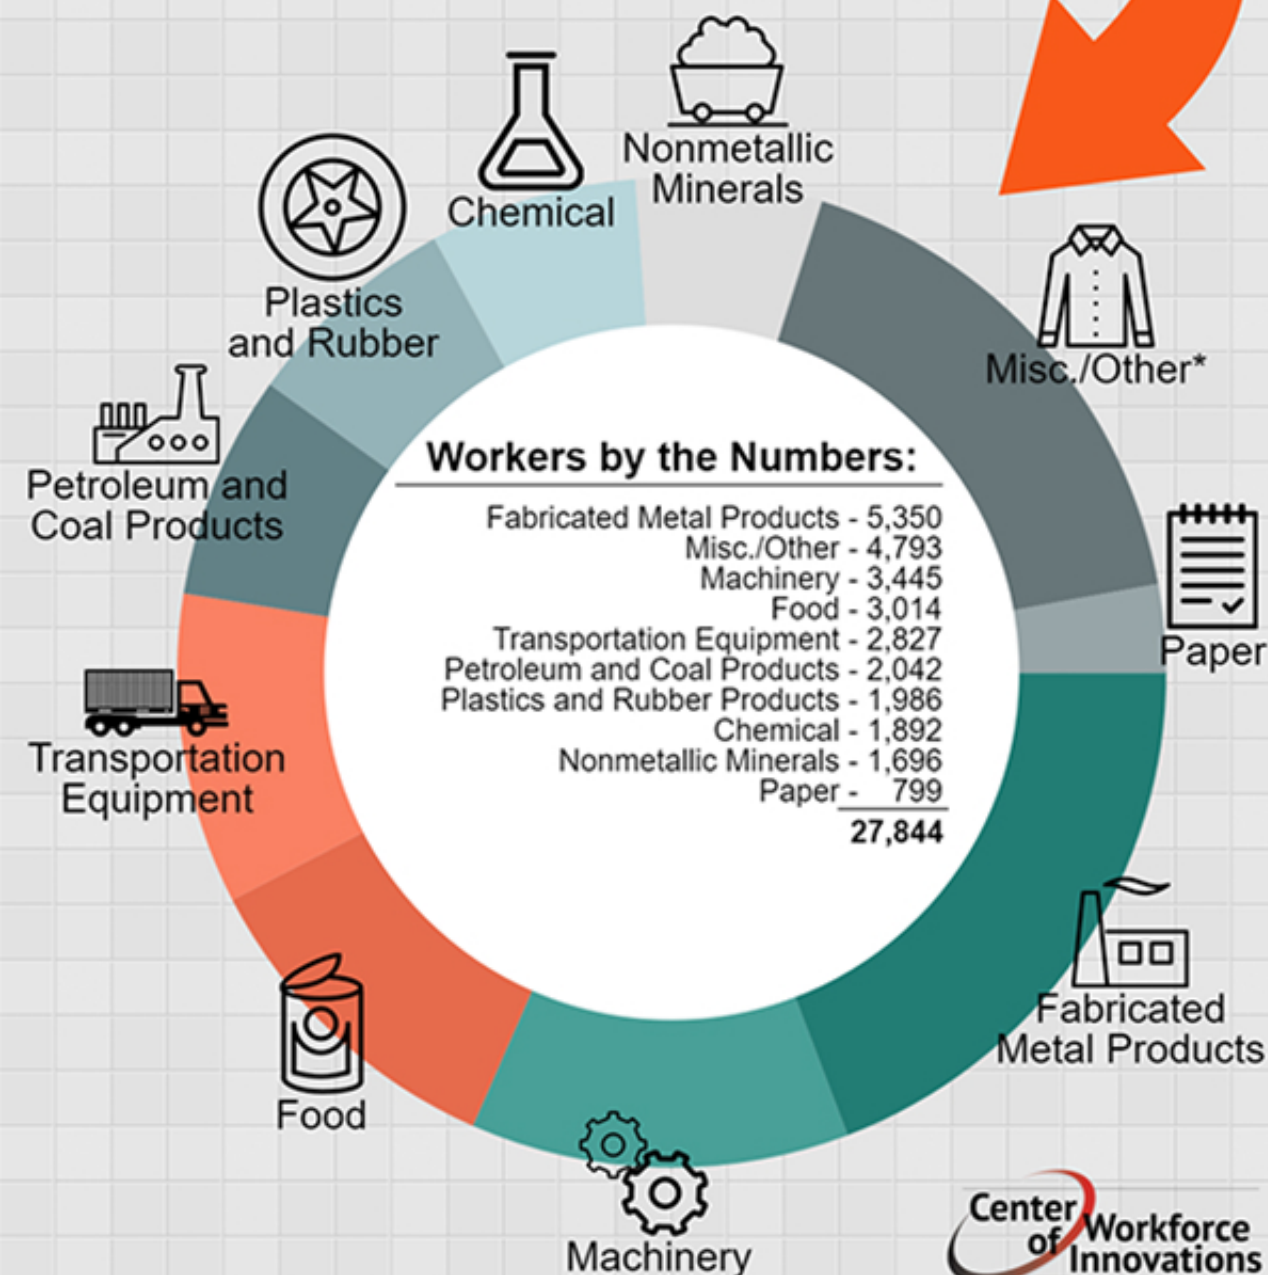 Nonmetallic
Minerals
Chemical
Plastics
and Rubber
Misc./Other*
Petroleum and
Coal Products
Workers by the Numbers:
Fabricated Metal Products - 5,350
Misc./Other - 4,793
Machinery - 3,445
Food - 3,014
Transportation Equipment - 2,827
Petroleum and Coal Products - 2,042
Plastics and Rubber Products - 1,986
Chemical - 1,892
Nonmetallic Minerals - 1,696
Paper - 799
27,844
Paper
Transportation
Equipment
Fabricated
Metal Products
Food
Machinery
Center
of Workforce
Innovations